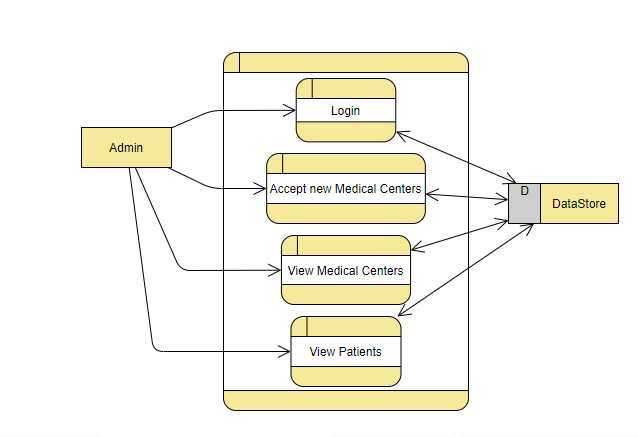 Login
Admin
Accept new Medical Centers
D
DataStore
View Medical Centers
View Patients